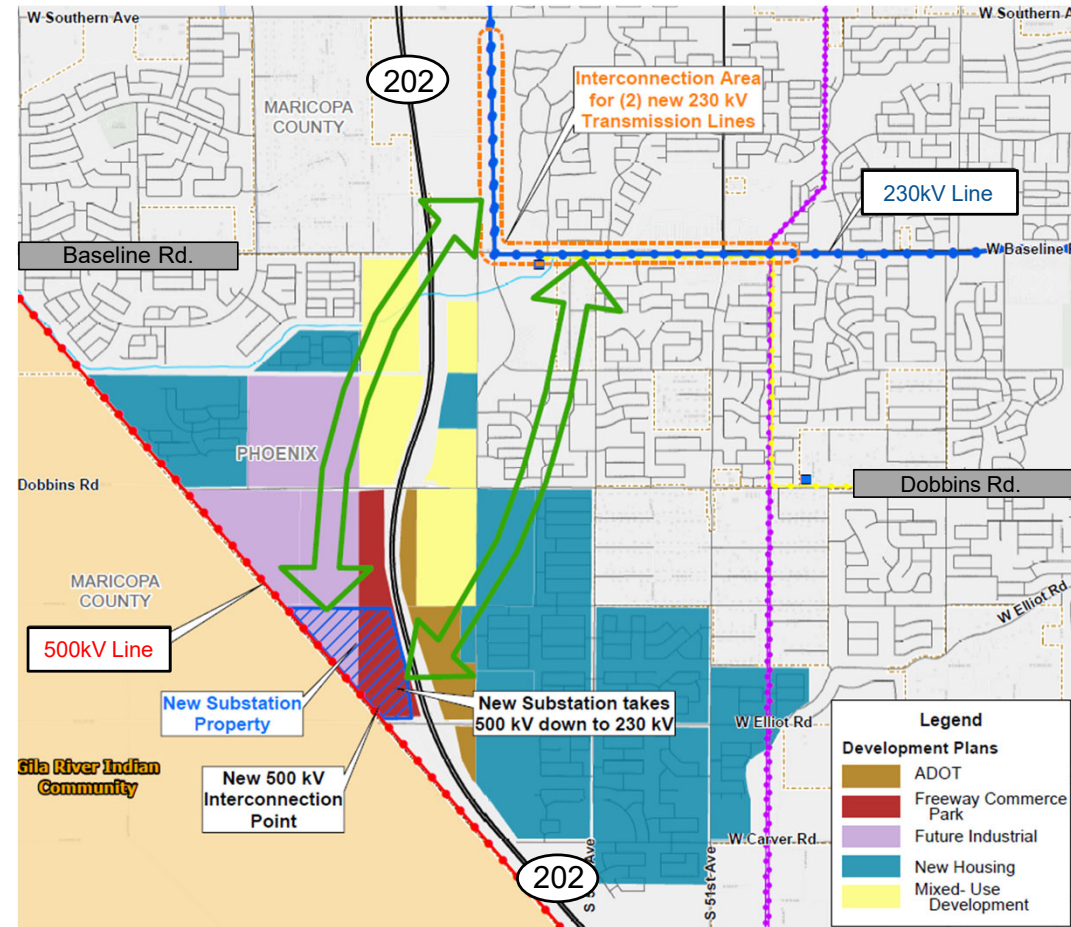 W Southern Ave
W Southern A
202
MARICOPA
COUNTY
Interconnection Area
for (2) new 230 kV
Transmission Lines
230kV Line
Baseline Rd.
W Baseline R
PHOENIX
Dobbins Rd
Dobbins Rd.
MARICOPA
COUNTY
W Elliot Rd
500kV Line
New Substation
Property
New Substation takes
500 kV down to 230 kV
W Elliot Rd
Gila River Indian
Community
New 500 kV
Interconnection
Point
W Carver Rd
202
S 51st Ave
Legend
Development Plans
ADOT
Freeway Commerce
Park
Future Industrial
New Housing
Mixed- Use
Development